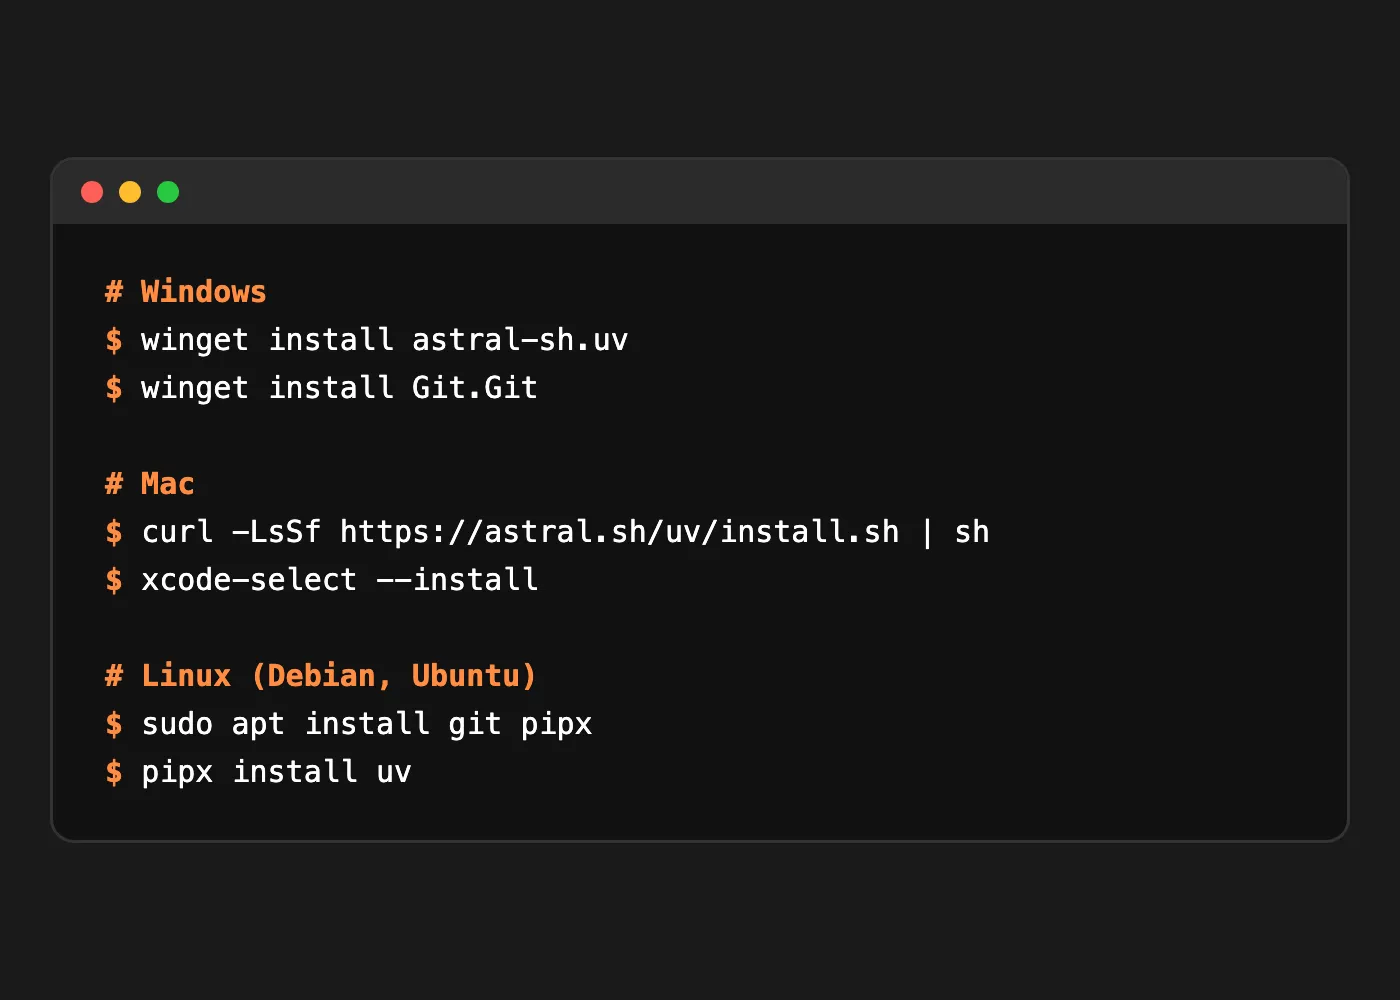 # Windows
$ winget install astral-sh.uv
$ winget install Git.Git
# Mac
$ curl -LsSf https://astral.sh/uv/install.sh | sh
$ xcode-select --install
# Linux (Debian, Ubuntu)
$ sudo apt install git pipx
$ pipx install uv